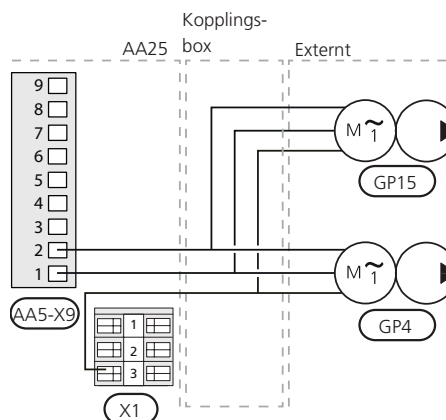 Kopplings-
box
AA25
Externt
9
8
7
6
5
4
3
2
1
AA5-X9
M ~ 1
GP15
M ~ 1
GP4
1
2
3
X1